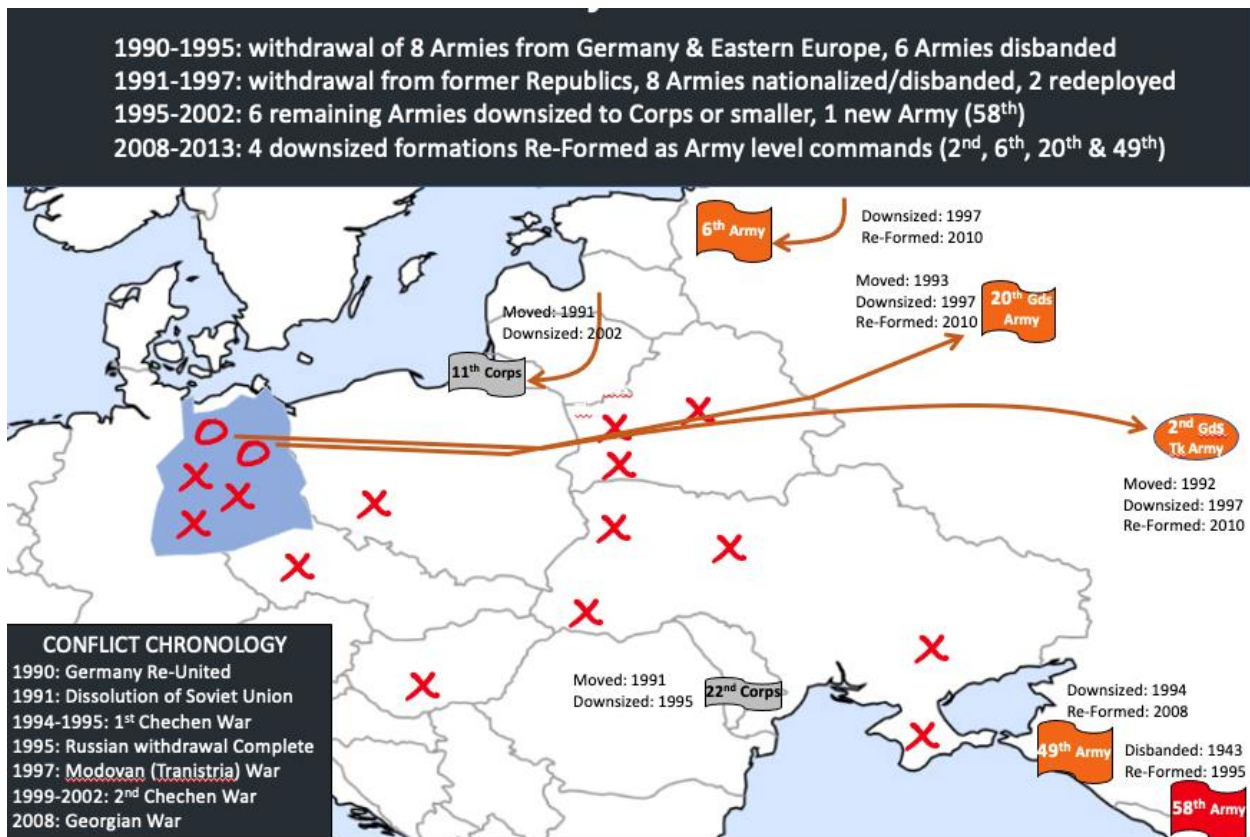 1990-1995: withdrawal of 8 Armies from Germany & Eastern Europe, 6 Armies disbanded
1991-1997: withdrawal from former Republics, 8 Armies nationalized/disbanded, 2 redeployed
1995-2002: 6 remaining Armies downsized to Corps or smaller, 1 new Army (58th)
2008-2013: 4 downsized formations Re-Formed as Army level commands (2nd, 6th, 20th & 49th)
6th Army
Downsized: 1997
Re-Formed: 2010
Moved: 1993
Downsized: 1997
Re-Formed: 2010
20th Gds
Army
Moved: 1991
Downsized: 2002
11th Corps
2nd Gds
Tk Army
Moved: 1992
Downsized: 1997
Re-Formed: 2010
CONFLICT CHRONOLOGY
1990: Germany Re-United
1991: Dissolution of Soviet Union
1994-1995: 1st Chechen War
1995: Russian withdrawal Complete
1997: Modovan (Tranistria) War
1999-2002: 2nd Chechen War
2008: Georgian War
Moved: 1991
Downsized: 1995
22nd Corps
Downsized: 1994
Re-Formed: 2008
49th Army
Disbanded: 1943
Re-Formed: 1995
58th Army